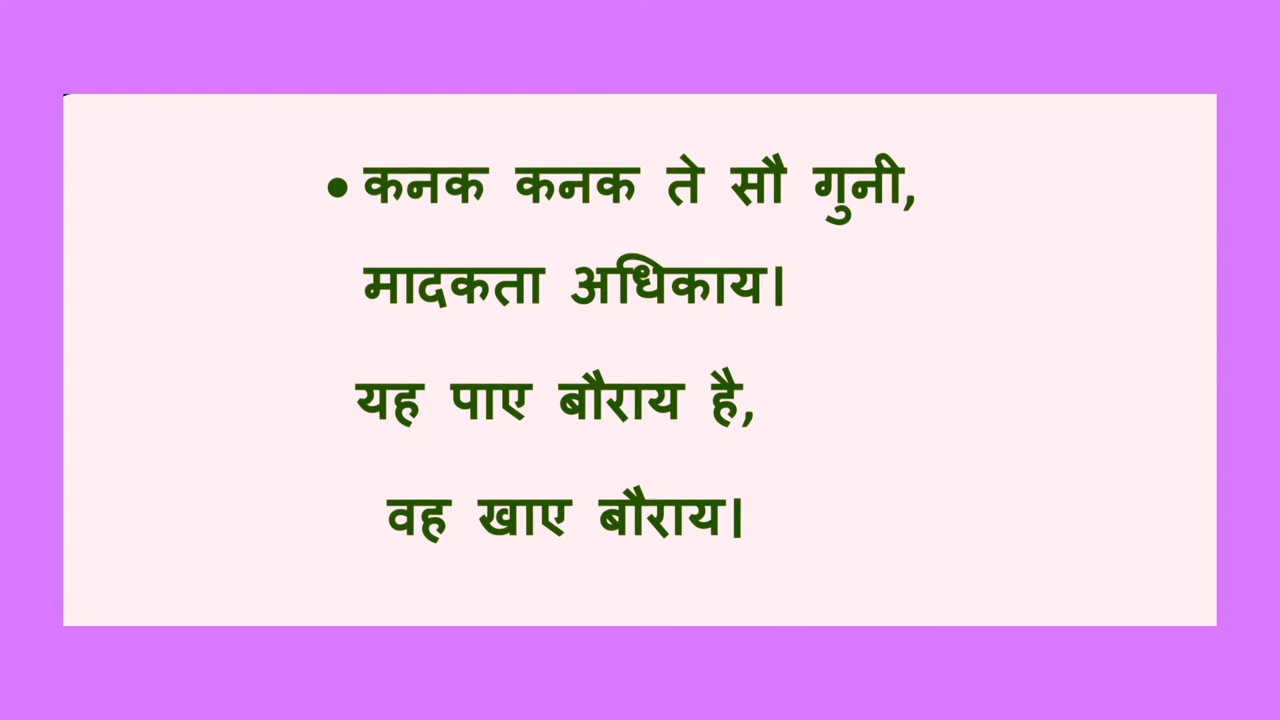 • कनक कनक ते सौ गुनी,
मादकता अधिकाय।
यह पाए बौराय है,
वह खाए बौराय।